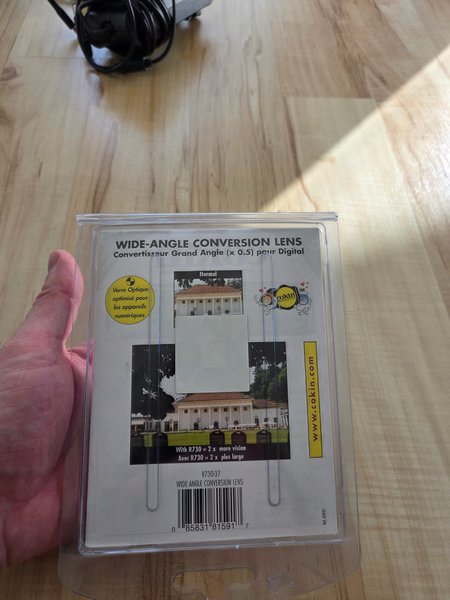 WIDE-ANGLE CONVERSION LENS
Convertisseur Grand Angle (x 0.5) pour Digital
Normal
Verre Optique
optimisé pour
les appareils
numériques
cokin
www.cokin.com
With R730 = 2 x more vision
Avec R730 = 2 x plus large
R730-37
WIDE ANGLE CONVERSION LENS
0 85831 81591 7